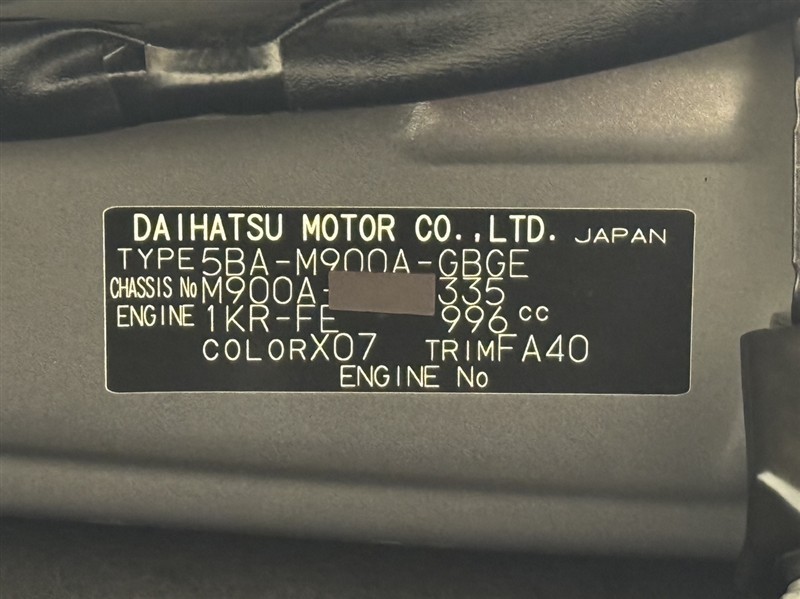 DAIHATSU MOTOR CO.,LTD. JAPAN
TYPE 5BA-M900A-GBGE
CHASSIS No M900A- 335
ENGINE 1KR-FE 996 cc
COLOR X07 TRIM FA40
ENGINE No